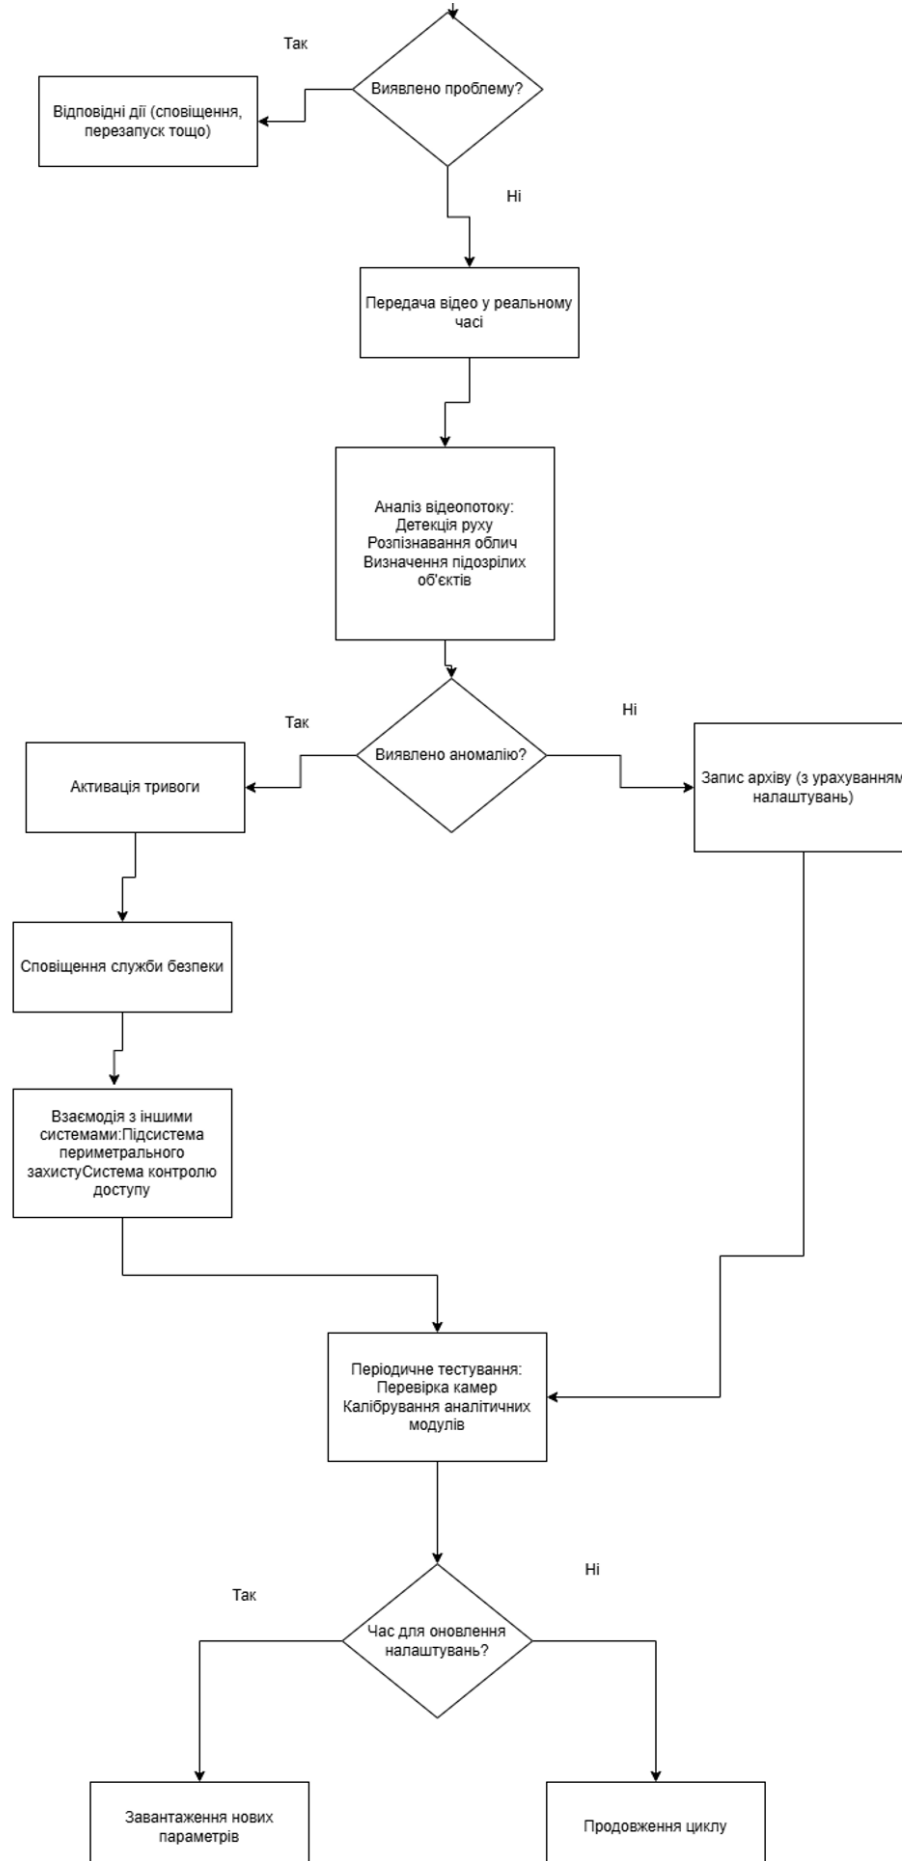 Так
Виявлено проблему?
Відповідні дії (сповіщення,
перезапуск тощо)
Ні
Передача відео у реальному
часі
Аналіз відеопотоку:
Детекція руху
Розпізнавання облич
Визначення підозрілих
об'єктів
Так
Виявлено аномалію?
Ні
Активація тривоги
Запис архіву (з урахуванням
налаштувань)
Сповіщення служби безпеки
Взаємодія з іншими
системами:Підсистема
периметрального
захистуСистема контролю
доступу
Періодичне тестування:
Перевірка камер
Калібрування аналітичних
модулів
Так
Час для оновлення
налаштувань?
Ні
Завантаження нових
параметрів
Продовження циклу